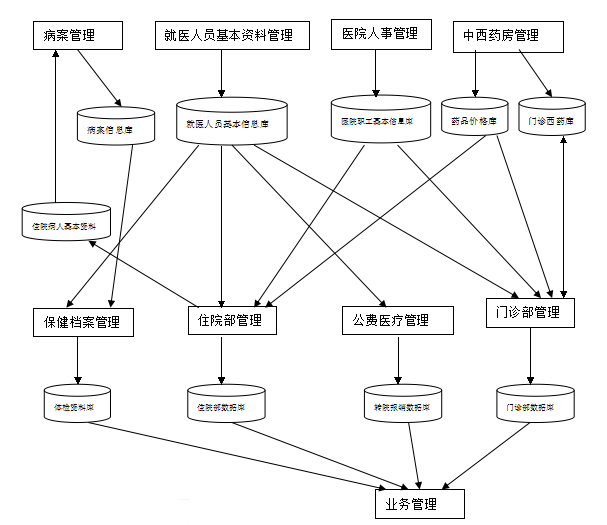 病案管理
就医人员基本资料管理
医院人事管理
中西药房管理
病案信息库
就医人员基本信息库
医院职工基本信息库
药品价格库
门诊西药库
住院病人基本资料
保健档案管理
住院部管理
公费医疗管理
门诊部管理
体检资料库
住院部数据库
转院报销数据库
门诊部数据库
业务管理